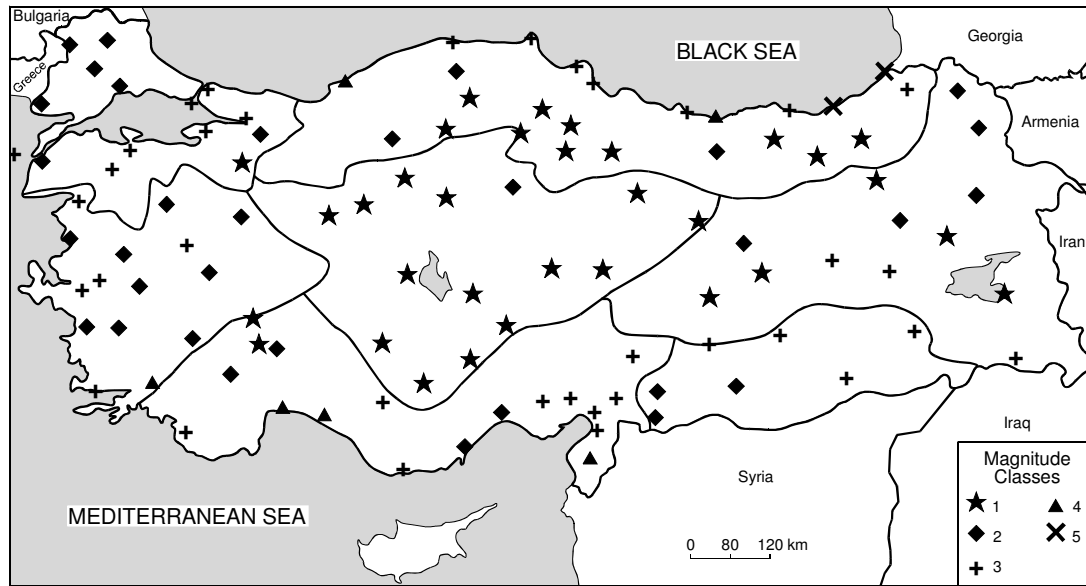 Bulgaria
Greece
BLACK SEA
Georgia
Armenia
Iran
Iraq
Syria
MEDITERRANEAN SEA
0 80 120 km
Magnitude
Classes
1 4
2 5
3